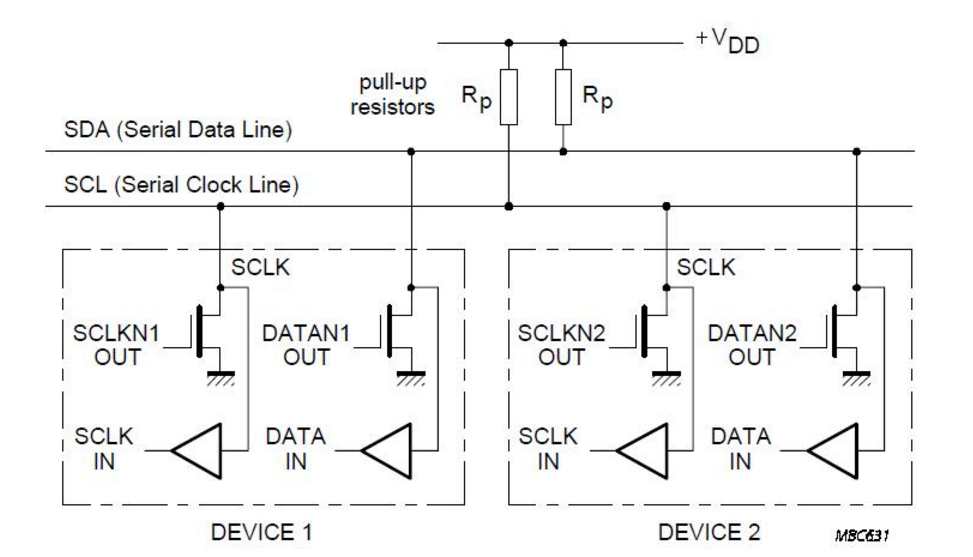 +VDD
pull-up
resistors
Rp
Rp
SDA (Serial Data Line)
SCL (Serial Clock Line)
SCLK
SCLK
SCLKN1
OUT
DATAN1
OUT
SCLKN2
OUT
DATAN2
OUT
SCLK
IN
DATA
IN
SCLK
IN
DATA
IN
DEVICE 1
DEVICE 2
MBC631